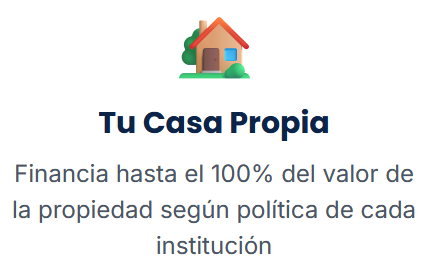 Tu Casa Propia
Financia hasta el 100% del valor de
la propiedad según política de cada
institución